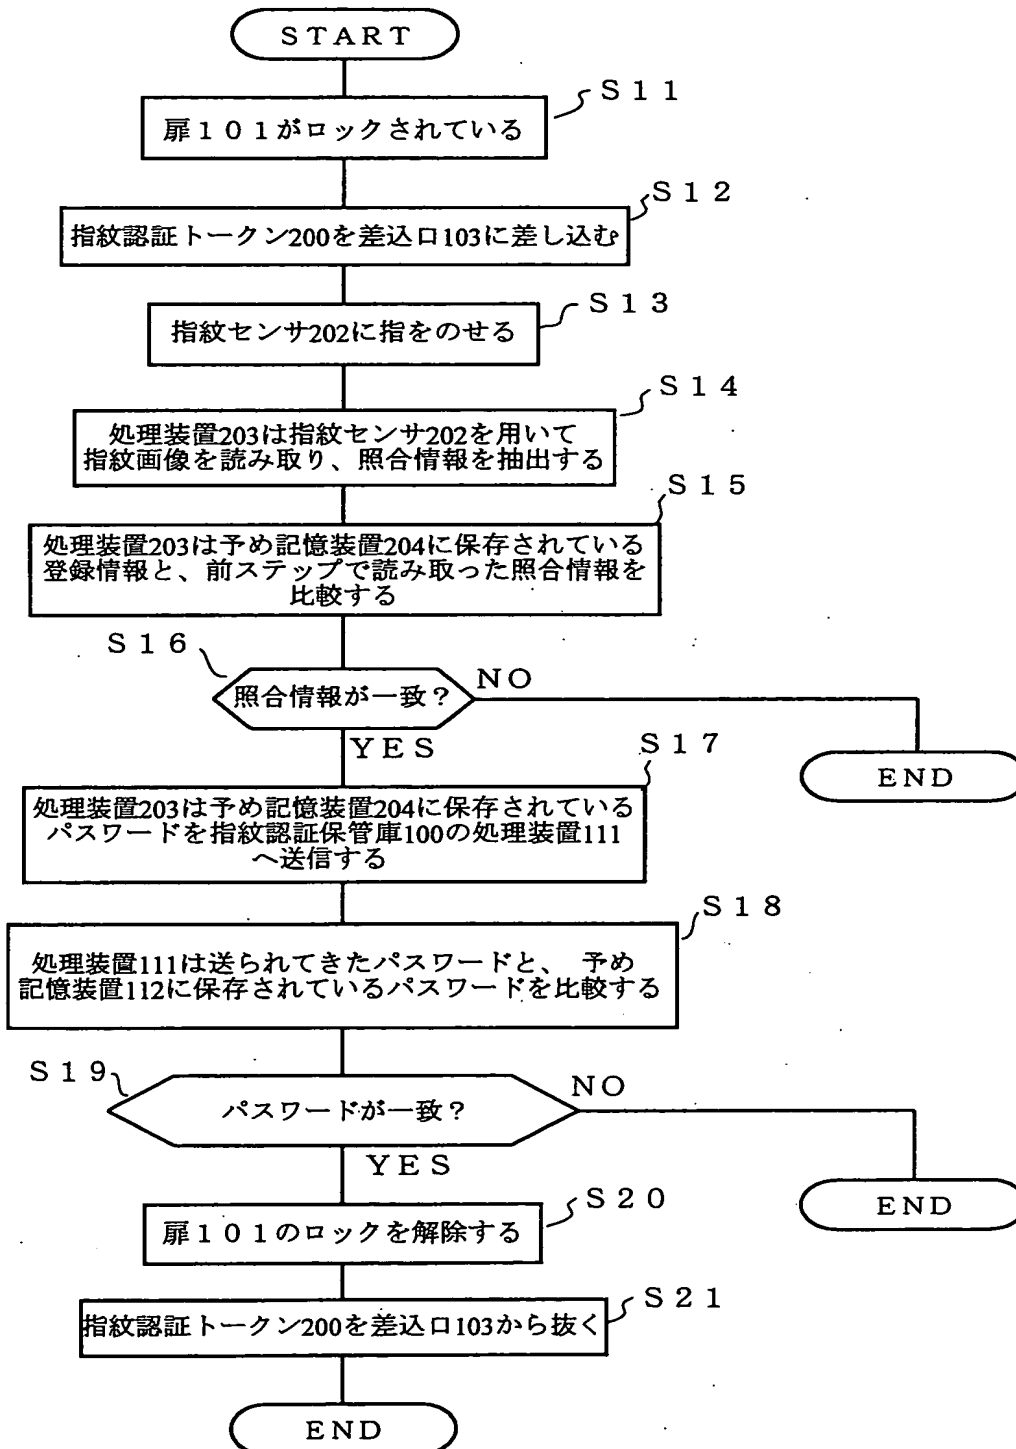 ＳＴＡＲＴ
Ｓ１１
扉１０１がロックされている
Ｓ１２
指紋認証トークン200を差込口103に差し込む
Ｓ１３
指紋センサ202に指をのせる
Ｓ１４
処理装置203は指紋センサ202を用いて
指紋画像を読み取り、照合情報を抽出する
Ｓ１５
処理装置203は予め記憶装置204に保存されている
登録情報と、前ステップで読み取った照合情報を
比較する
Ｓ１６
照合情報が一致？
ＮＯ
ＹＥＳ
ＥＮＤ
Ｓ１７
処理装置203は予め記憶装置204に保存されている
パスワードを指紋認証保管庫100の処理装置111
へ送信する
Ｓ１８
処理装置111は送られてきたパスワードと、 予め
記憶装置112に保存されているパスワードを比較する
Ｓ１９
パスワードが一致？
ＮＯ
ＹＥＳ
ＥＮＤ
Ｓ２０
扉１０１のロックを解除する
Ｓ２１
指紋認証トークン200を差込口103から抜く
ＥＮＤ